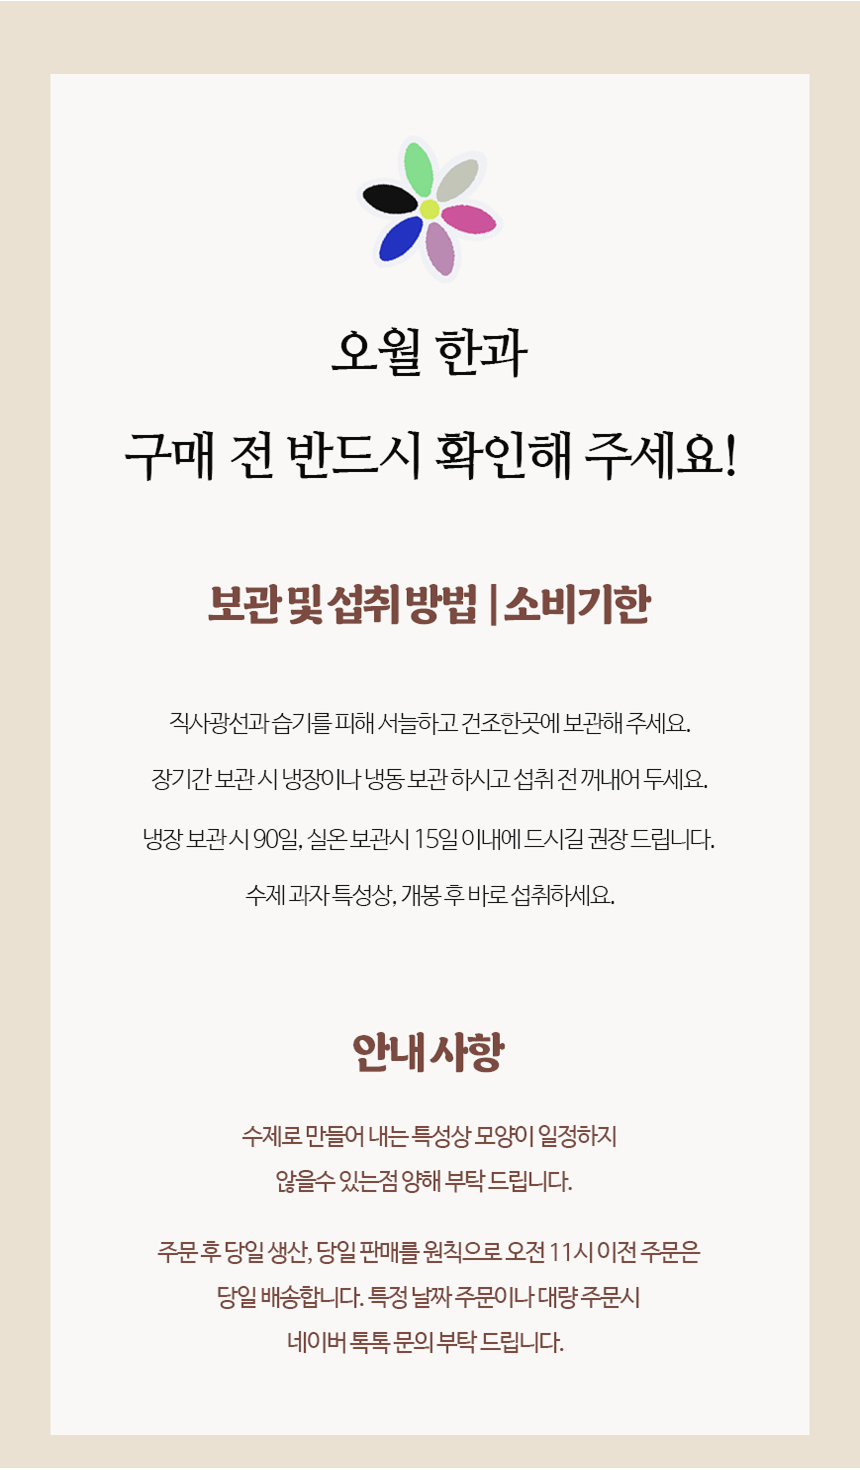 오월 한과
구매 전 반드시 확인해 주세요!
보관 및 섭취 방법 | 소비기한
직사광선과 습기를 피해 서늘하고 건조한곳에 보관해 주세요.
장기간 보관 시 냉장이나 냉동 보관 하시고 섭취 전 꺼내어 두세요.
냉장 보관 시 90일, 실온 보관시 15일 이내에 드시길 권장 드립니다.
수제 과자 특성상, 개봉 후 바로 섭취하세요.
안내 사항
수제로 만들어 내는 특성상 모양이 일정하지
않을수 있는점 양해 부탁 드립니다.
주문 후 당일 생산, 당일 판매를 원칙으로 오전 11시 이전 주문은
당일 배송합니다. 특정 날짜 주문이나 대량 주문시
네이버 톡톡 문의 부탁 드립니다.